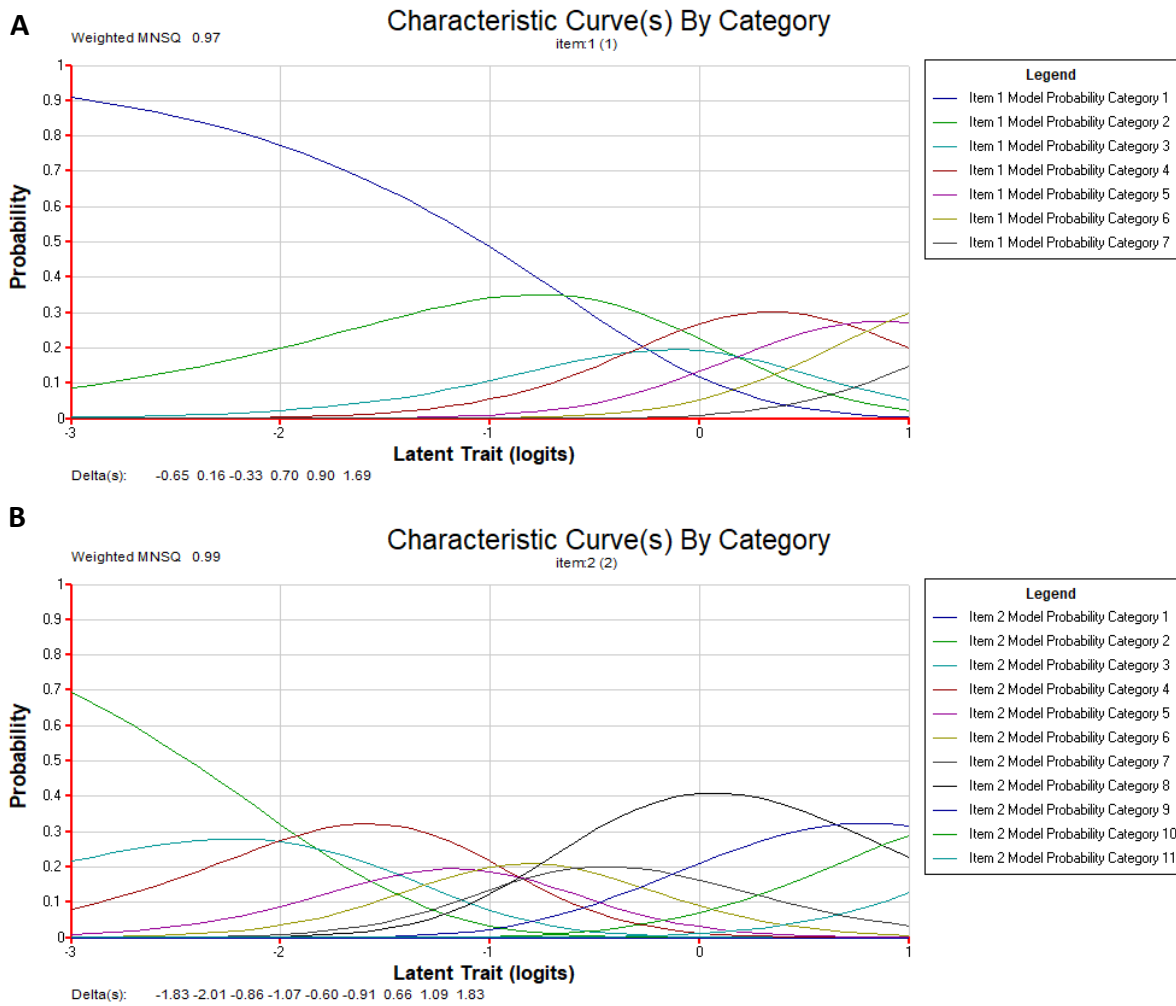 A
Characteristic Curve(s) By Category
Weighted MNSQ 0.97
item:1 (1)
1
0.9
0.8
0.7
0.6
0.5
0.4
0.3
0.2
0.1
0
Probability
-3 -2 -1 0 1
Latent Trait (logits)
Delta(s): -0.65 0.16 -0.33 0.70 0.90 1.69
Legend
Item 1 Model Probability Category 1
Item 1 Model Probability Category 2
Item 1 Model Probability Category 3
Item 1 Model Probability Category 4
Item 1 Model Probability Category 5
Item 1 Model Probability Category 6
Item 1 Model Probability Category 7
B
Characteristic Curve(s) By Category
Weighted MNSQ 0.99
item:2 (2)
1
0.9
0.8
0.7
0.6
0.5
0.4
0.3
0.2
0.1
0
Probability
-3 -2 -1 0 1
Latent Trait (logits)
Delta(s): -1.83 -2.01 -0.86 -1.07 -0.60 -0.91 0.66 1.09 1.83
Legend
Item 2 Model Probability Category 1
Item 2 Model Probability Category 2
Item 2 Model Probability Category 3
Item 2 Model Probability Category 4
Item 2 Model Probability Category 5
Item 2 Model Probability Category 6
Item 2 Model Probability Category 7
Item 2 Model Probability Category 8
Item 2 Model Probability Category 9
Item 2 Model Probability Category 10
Item 2 Model Probability Category 11